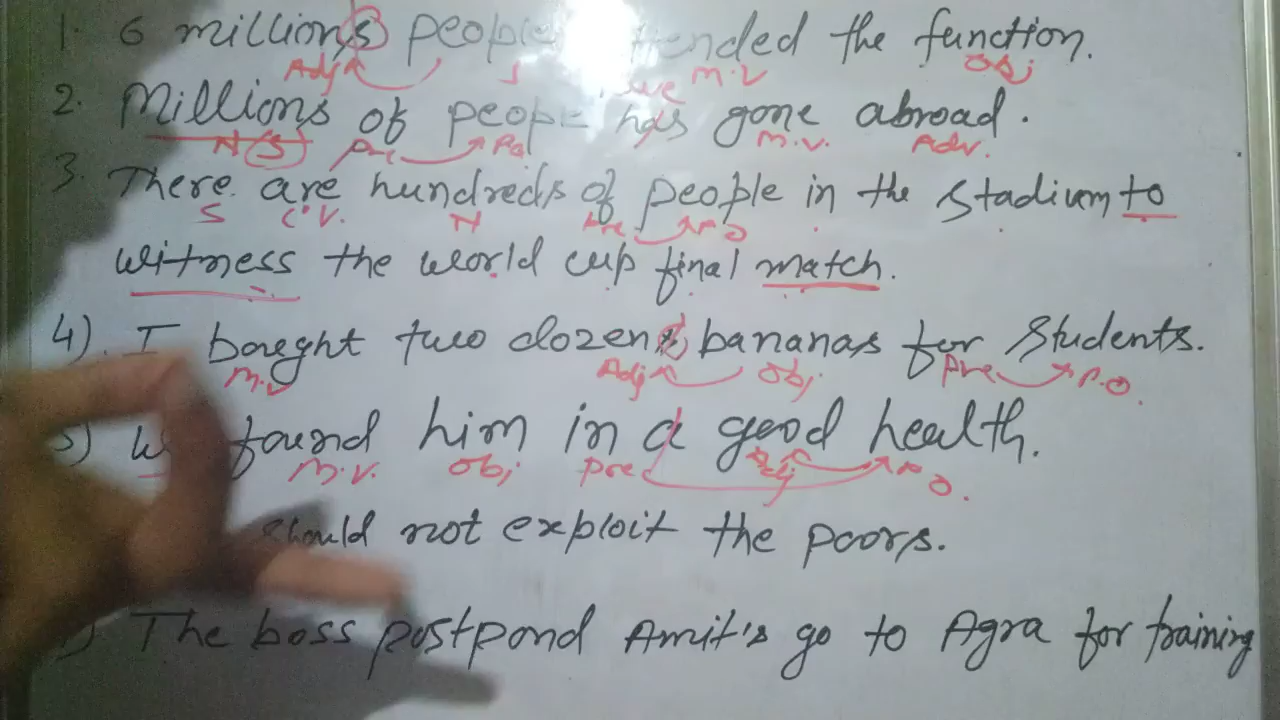 1. 6 millions people tended the function.
Adj S M.V Obj
2. Millions of people has gone abroad.
ve
N(S) Pre Po M.V. Adv.
3. There are hundreds of people in the stadium to
S C.V. N Pre P O
witness the world cup final match.
4). I bought two dozens bananas for students.
M.V Adj Obj Pre P.O.
5) W found him in a good health.
M.V. Obj pre Adj P O.
should not exploit the poors.
) The boss postpond Amit's go to Agra for training